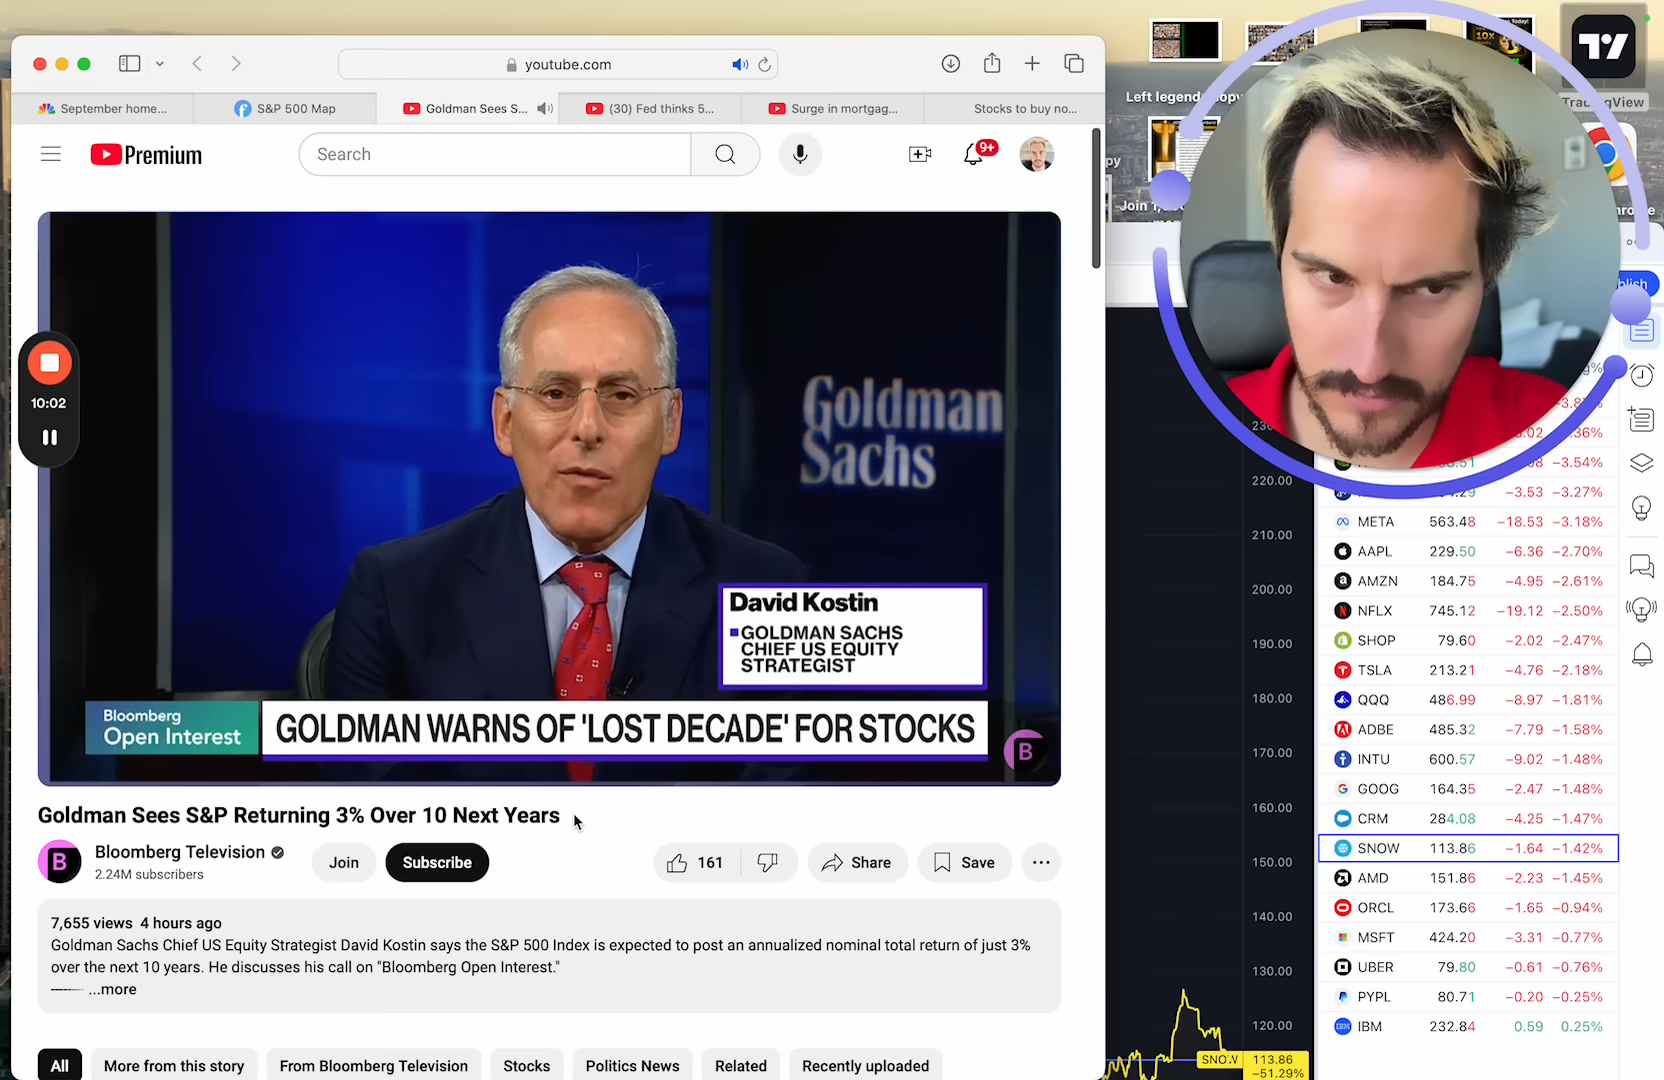 youtube.com
September home...
S&P 500 Map
Goldman Sees S...
(30) Fed thinks 5...
Surge in mortgag...
Stocks to buy no...
Premium
Search
9+
Left legend
TradingView
Join 1,
10x
10:02
Goldman
Sachs
David Kostin
GOLDMAN SACHS
CHIEF US EQUITY
STRATEGIST
Bloomberg
Open Interest
GOLDMAN WARNS OF 'LOST DECADE' FOR STOCKS
B
Goldman Sees S&P Returning 3% Over 10 Next Years
B
Bloomberg Television
2.24M subscribers
Join
Subscribe
161
Share
Save
7,655 views 4 hours ago
Goldman Sachs Chief US Equity Strategist David Kostin says the S&P 500 Index is expected to post an annualized nominal total return of just 3%
over the next 10 years. He discusses his call on "Bloomberg Open Interest."
...more
All
More from this story
From Bloomberg Television
Stocks
Politics News
Related
Recently uploaded
220.00
210.00
200.00
190.00
180.00
170.00
160.00
150.00
140.00
130.00
120.00
SNOW 113.86
−51.29%
−3.54%
−3.53 −3.27%
META 563.48 −18.53 −3.18%
AAPL 229.50 −6.36 −2.70%
AMZN 184.75 −4.95 −2.61%
NFLX 745.12 −19.12 −2.50%
SHOP 79.60 −2.02 −2.47%
TSLA 213.21 −4.76 −2.18%
QQQ 486.99 −8.97 −1.81%
ADBE 485.32 −7.79 −1.58%
INTU 600.57 −9.02 −1.48%
GOOG 164.35 −2.47 −1.48%
CRM 284.08 −4.25 −1.47%
SNOW 113.86 −1.64 −1.42%
AMD 151.86 −2.23 −1.45%
ORCL 173.66 −1.65 −0.94%
MSFT 424.20 −3.31 −0.77%
UBER 79.80 −0.61 −0.76%
PYPL 80.71 −0.20 −0.25%
IBM 232.84 0.59 0.25%